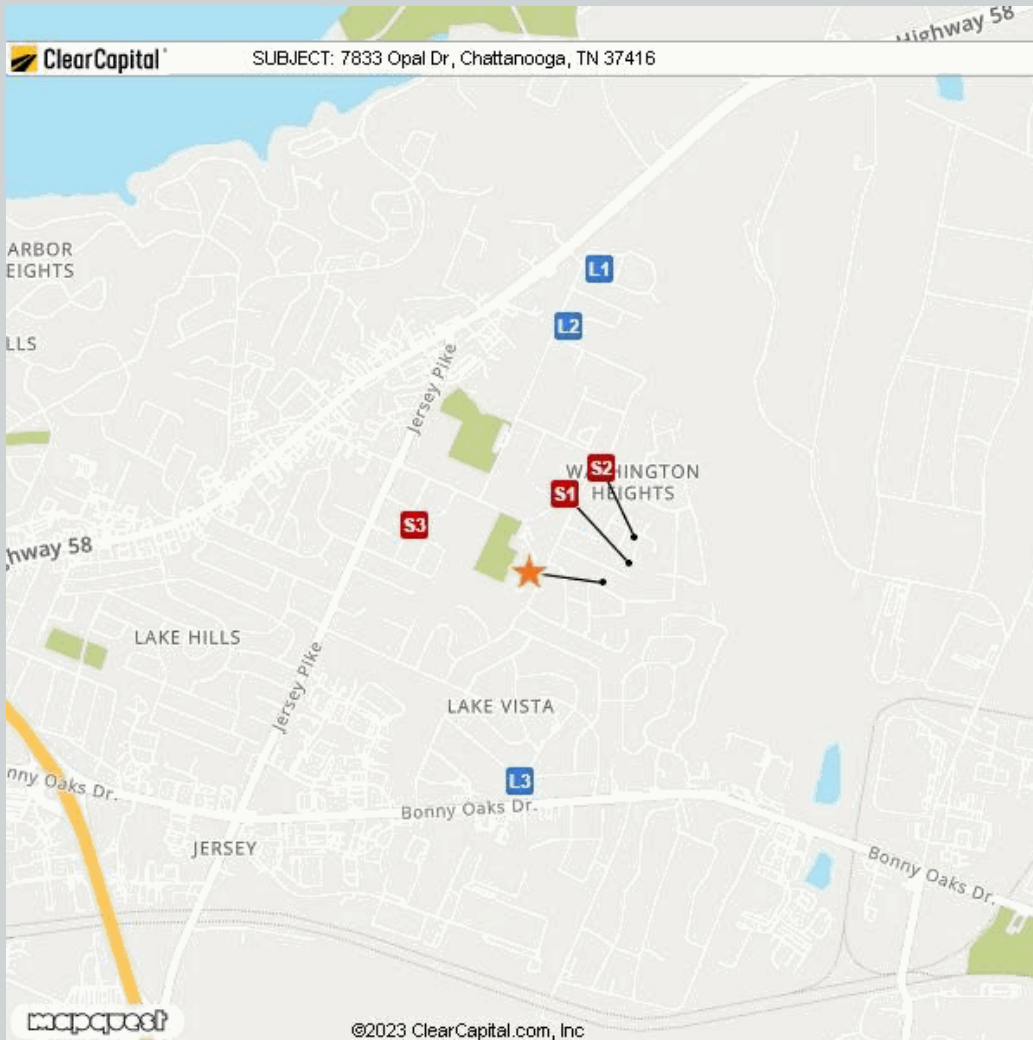 Highway 58
ClearCapital
SUBJECT: 7833 Opal Dr, Chattanooga, TN 37416
ARBOR
EIGHTS
L1
L2
LLS
Jersey Pike
S2
WASHINGTON
HEIGHTS
S1
S3
hway 58
LAKE HILLS
Jersey Pike
LAKE VISTA
L3
nny Oaks Dr.
Bonny Oaks Dr.
JERSEY
Bonny Oaks Dr.
mapquest
©2023 ClearCapital.com, Inc